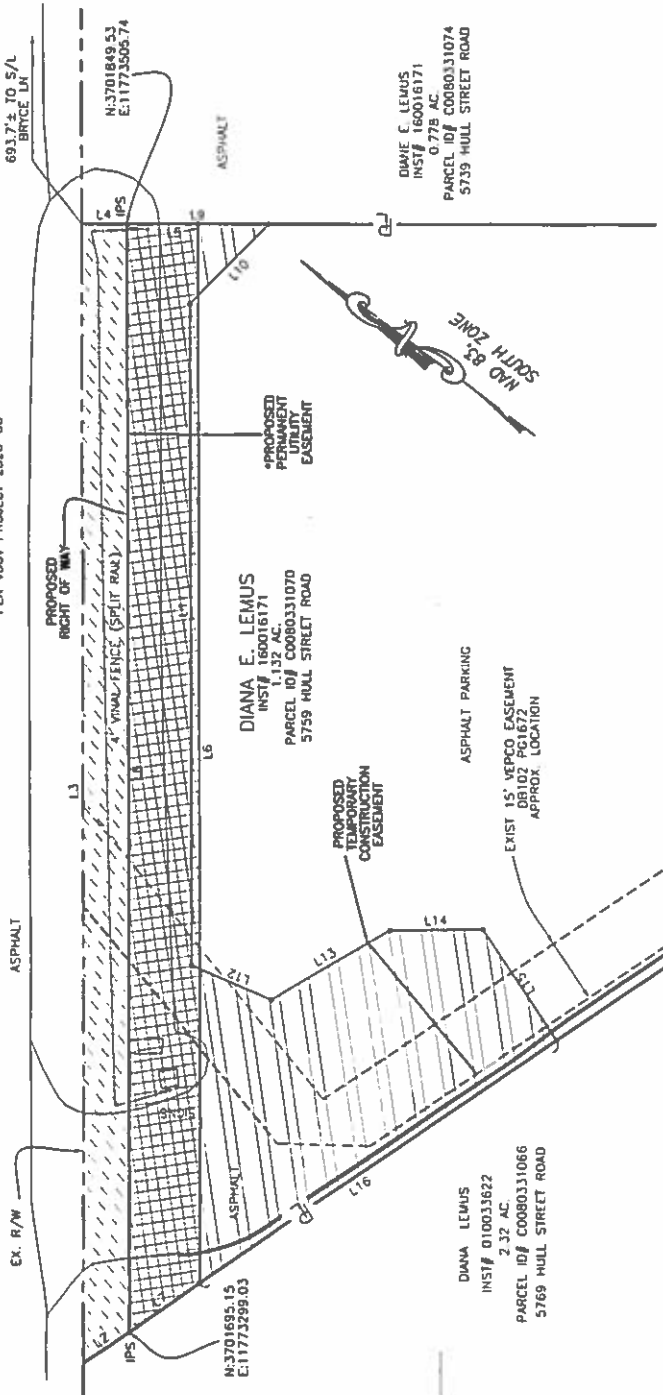 693.7'± TO S/L
BRYCE LN
N:3701849.53
E:11773505.74
EX. R/W
ASPHALT
L3
L4
IPS
PROPOSED
RIGHT OF WAY
4' VINAL FENCE (SPLIT RAIL)
ASPHALT
L9
L10
*PROPOSED
PERMANENT
UTILITY
EASEMENT
DIANE E. LEMUS
INST# 160016171
0.778 AC.
PARCEL ID# C0080331074
5739 HULL STREET ROAD
NAD 83,
SOUTH ZONE
L6
DIANA E. LEMUS
INST# 160016171
1.132 AC.
PARCEL ID# C0080331070
5759 HULL STREET ROAD
L2
IPS
N:3701695.15
E:11773299.03
ASPHALT
L12
L13
L14
L15
L16
PROPOSED
TEMPORARY
CONSTRUCTION
EASEMENT
ASPHALT PARKING
EXIST 15' VEPCO EASEMENT
DB102 PG1672
APPROX. LOCATION
DIANA LEMUS
INST# 010033622
2.32 AC.
PARCEL ID# C0080331066
5769 HULL STREET ROAD